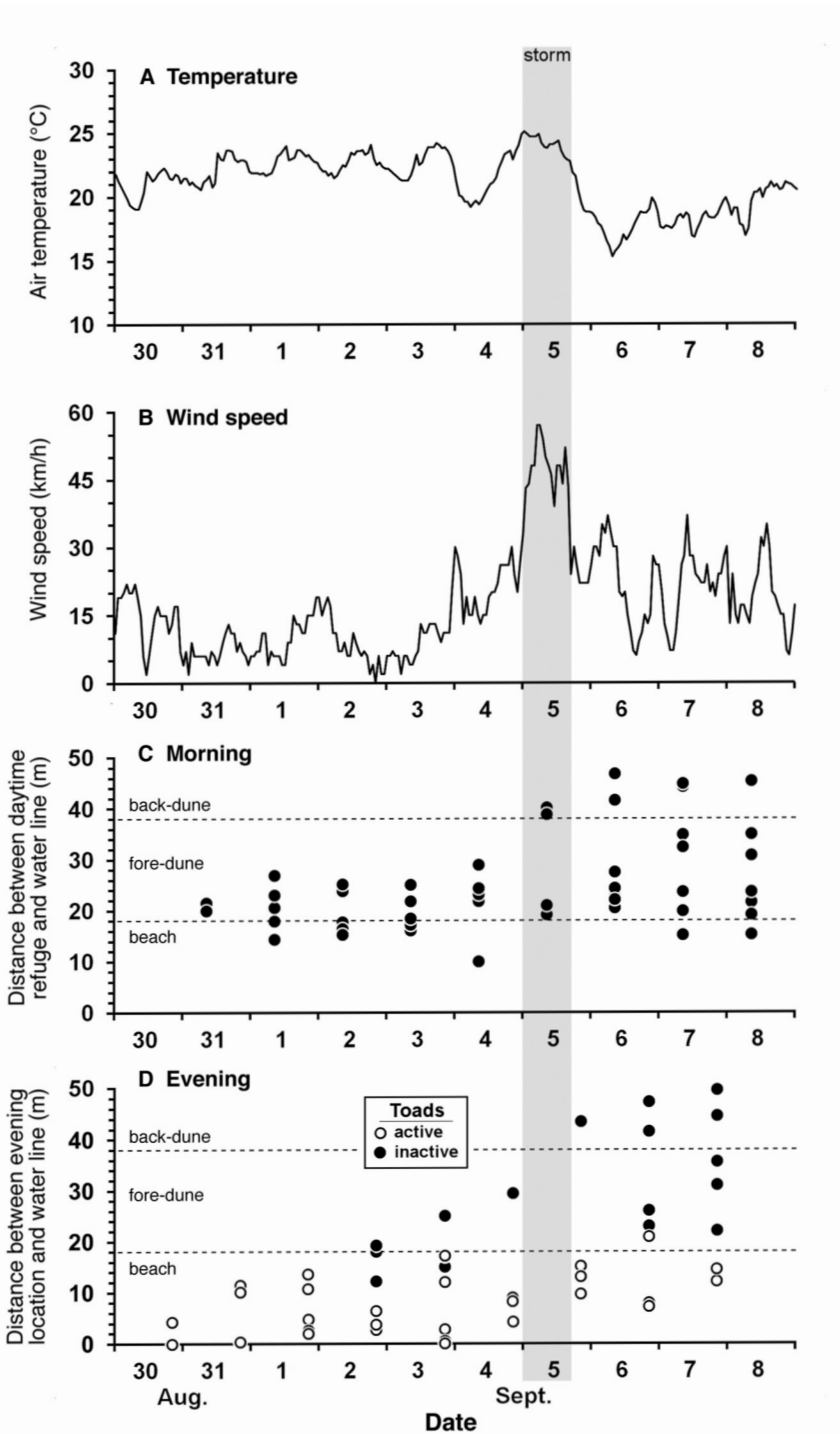 storm
A Temperature
Air temperature (°C)
30
25
20
15
10
30 31 1 2 3 4 5 6 7 8
B Wind speed
Wind speed (km/h)
60
45
30
15
0
30 31 1 2 3 4 5 6 7 8
C Morning
Distance between daytime
refuge and water line (m)
50
40
30
20
10
0
back-dune
fore-dune
beach
30 31 1 2 3 4 5 6 7 8
D Evening
Distance between evening
location and water line (m)
50
40
30
20
10
0
Toads
active
inactive
back-dune
fore-dune
beach
30 31 1 2 3 4 5 6 7 8
Aug. Sept.
Date